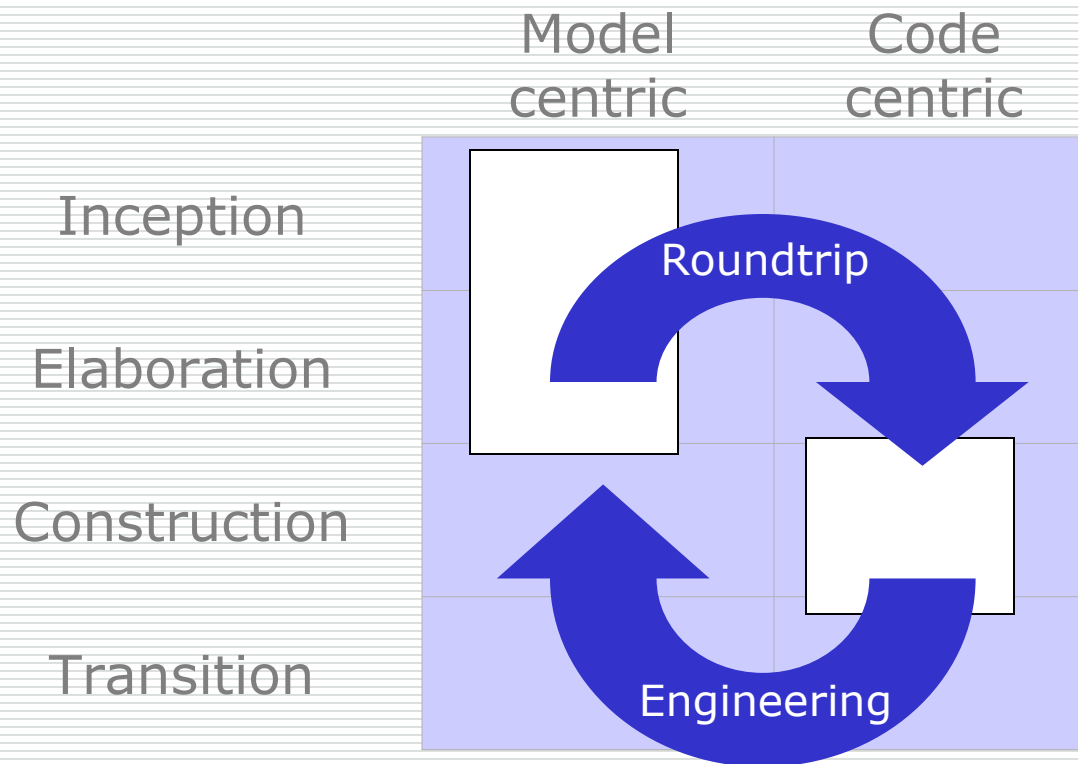 Model
centric
Code
centric
Inception
Roundtrip
Elaboration
Construction
Transition
Engineering